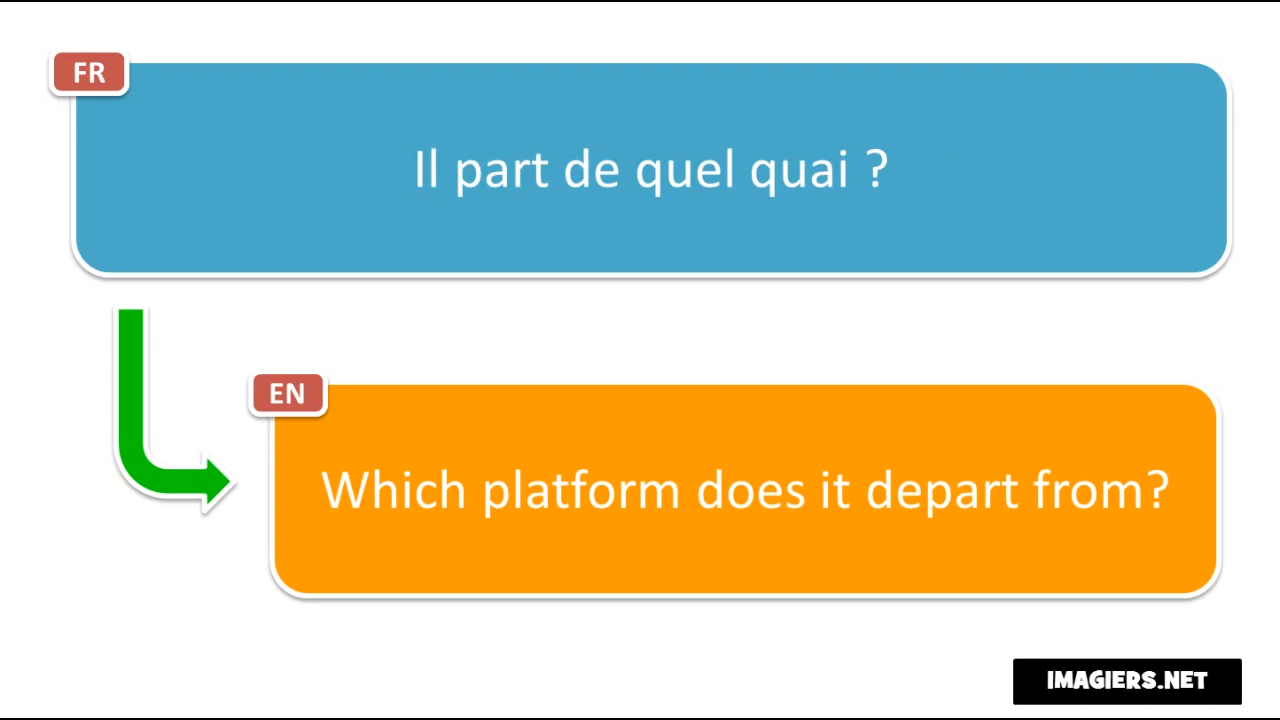 FR
Il part de quel quai ?
EN
Which platform does it depart from?
IMAGIERS.NET